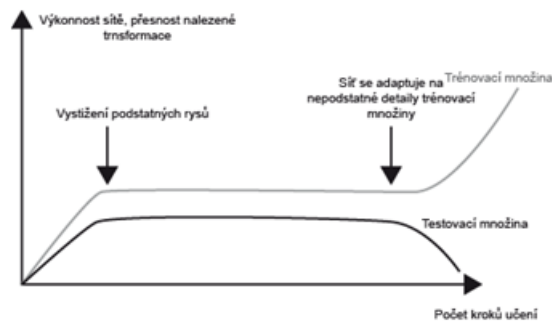 Výkonnost sítě, přesnost nalezené
trnsformace
Trénovací množina
Síť se adaptuje na
nepodstatné detaily trénovací
množiny
Vystižení podstatných rysů
Testovací množina
Počet kroků učení